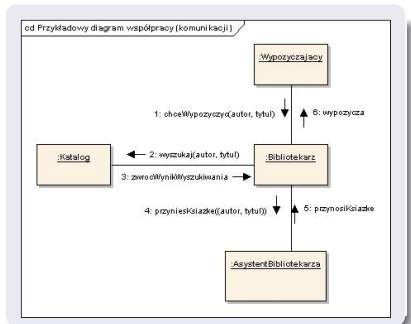 cd Przykładowy diagram współpracy (komunikacji)
:Wypozyczajacy
1: chceWypozyczyc(autor, tytul)
6: wypozycza
:Katalog
2: wyszukaj(autor, tytul)
:Bibliotekarz
3: zwrocWynikWyszukiwania
4: przyniesKsiazke((autor, tytul))
5: przynosiKsiazke
:AsystentBibliotekarza